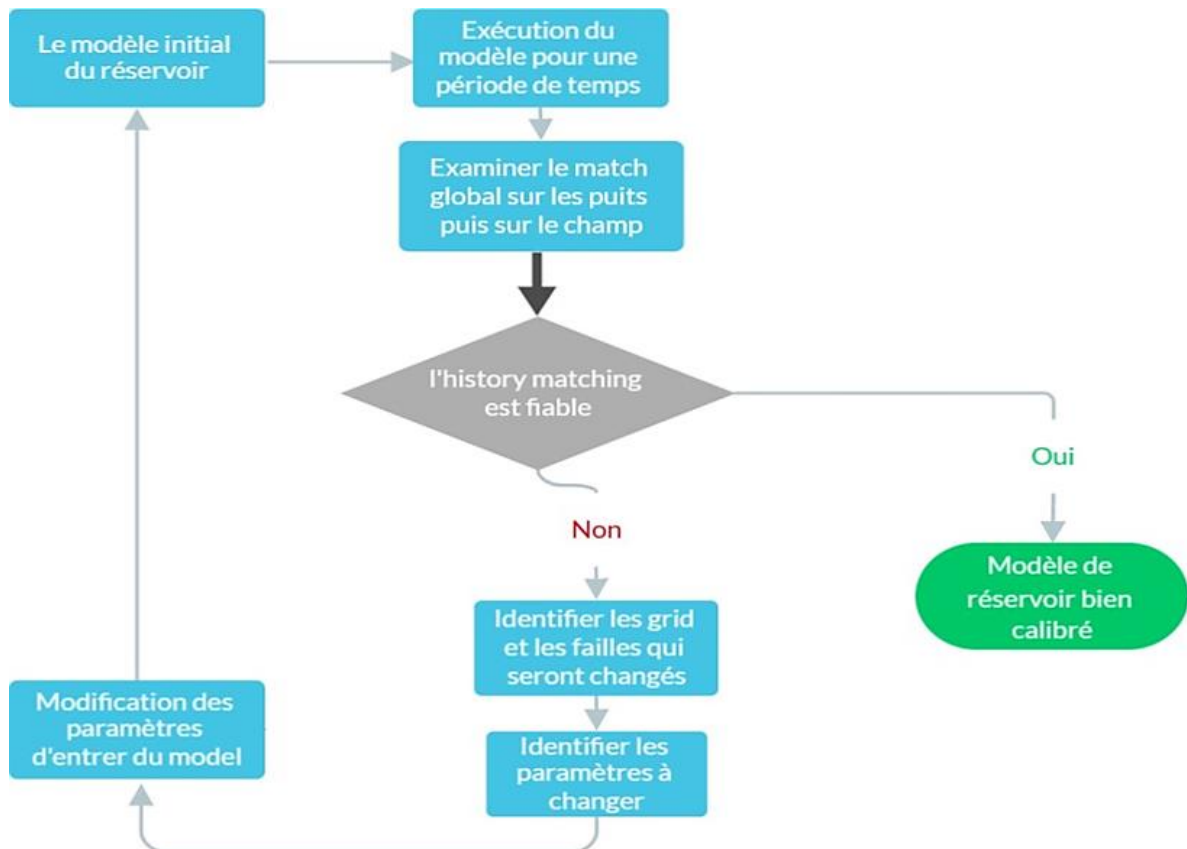 Le modèle initial
du réservoir
Exécution du
modèle pour une
période de temps
Examiner le match
global sur les puits
puis sur le champ
l'history matching
est fiable
Oui
Non
Modèle de
réservoir bien
calibré
Identifier les grid
et les failles qui
seront changés
Identifier les
paramètres à
changer
Modification des
paramètres
d'entrer du model